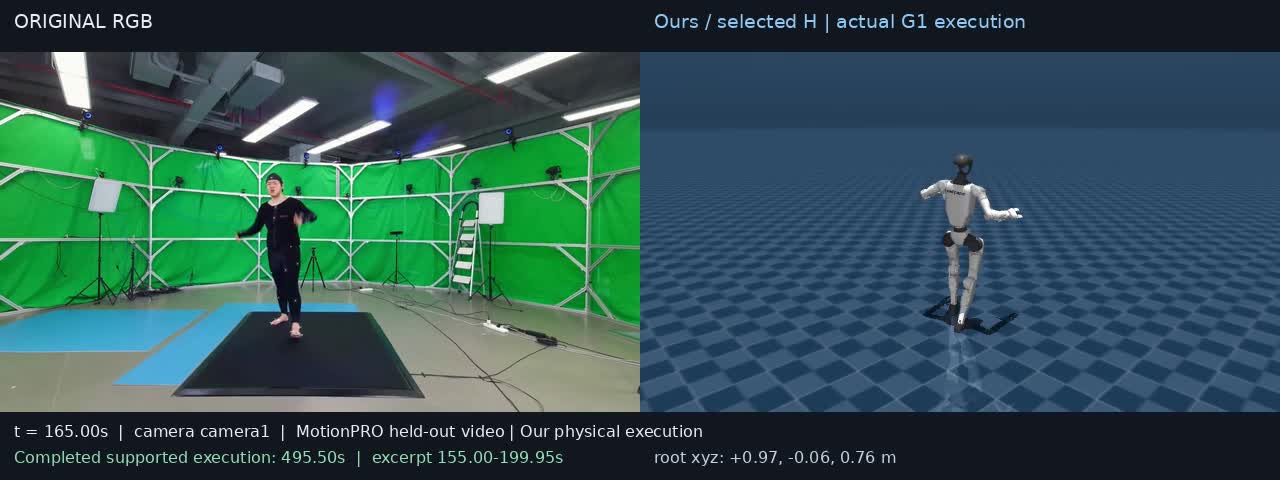 ORIGINAL RGB
Ours / selected H | actual G1 execution
t = 165.00s | camera camera1 | MotionPRO held-out video | Our physical execution
Completed supported execution: 495.50s | excerpt 155.00-199.95s
root xyz: +0.97, -0.06, 0.76 m